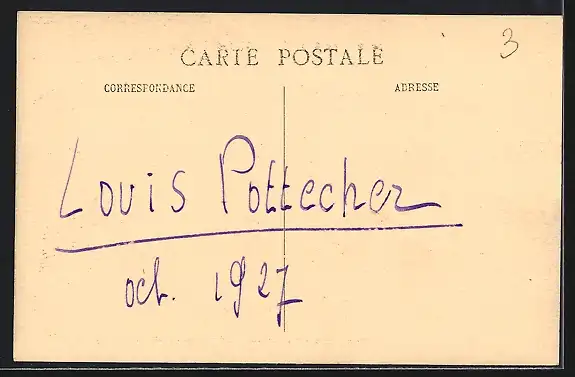 3
CARTE POSTALE
CORRESPONDANCE
ADRESSE
Louis Pottecher
oct. 1927